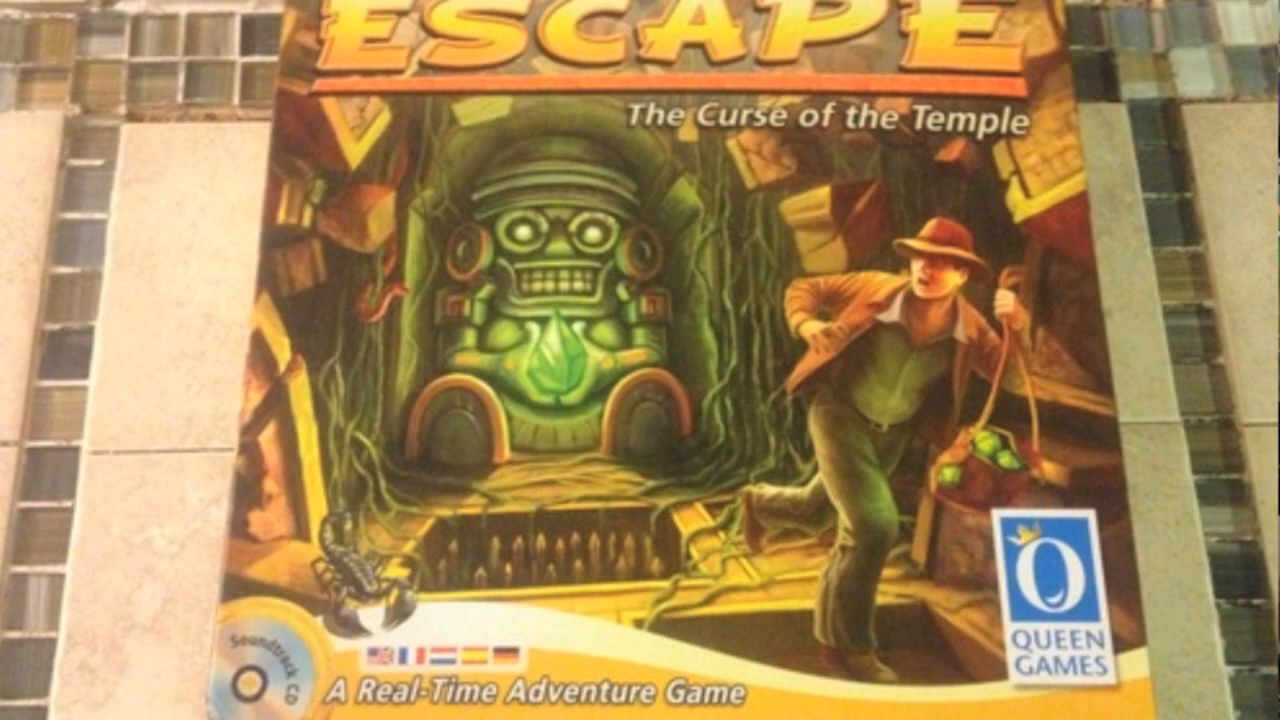 ESCAPE
The Curse of the Temple
QUEEN
GAMES
Soundtrack CD
A Real-Time Adventure Game